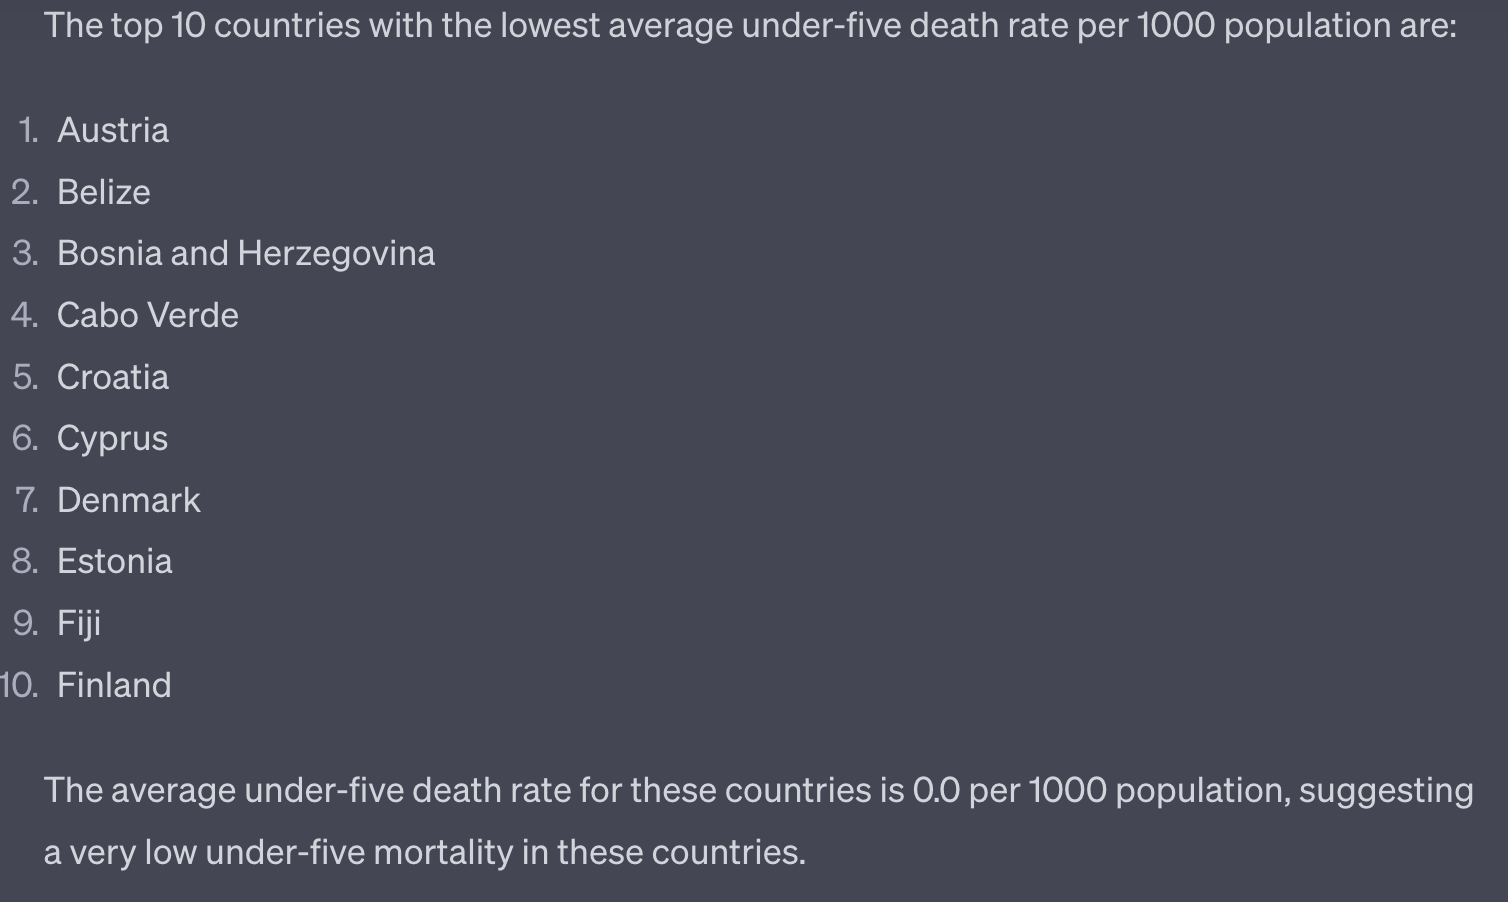 The top 10 countries with the lowest average under-five death rate per 1000 population are:
1. Austria
2. Belize
3. Bosnia and Herzegovina
4. Cabo Verde
5. Croatia
6. Cyprus
7. Denmark
8. Estonia
9. Fiji
10. Finland
The average under-five death rate for these countries is 0.0 per 1000 population, suggesting
a very low under-five mortality in these countries.